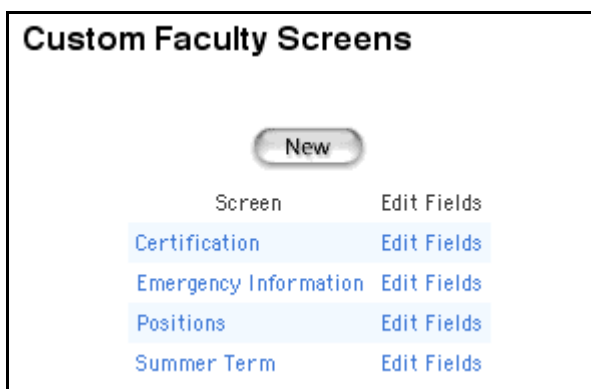 Custom Faculty Screens
New
Screen Edit Fields
Certification Edit Fields
Emergency Information Edit Fields
Positions Edit Fields
Summer Term Edit Fields